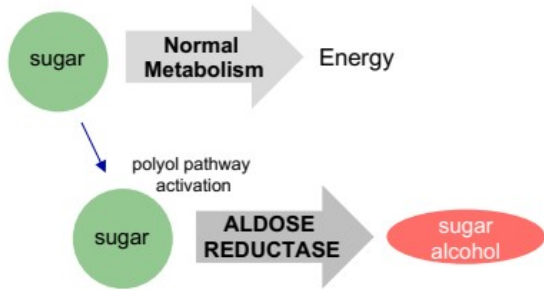 sugar
Normal
Metabolism
Energy
polyol pathway
activation
sugar
ALDOSE
REDUCTASE
sugar
alcohol